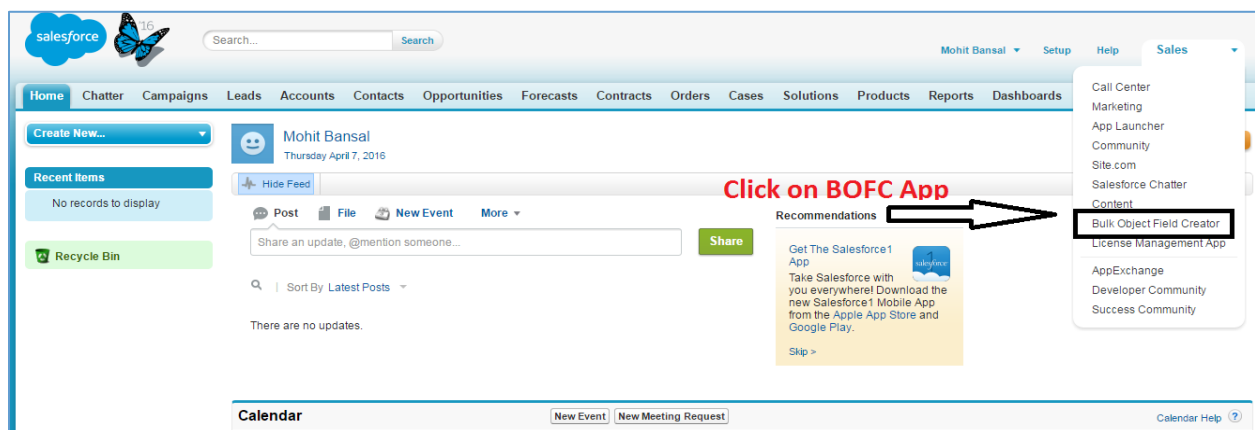 salesforce
'16
Search...
Search
Mohit Bansal
Setup
Help
Sales
Home
Chatter
Campaigns
Leads
Accounts
Contacts
Opportunities
Forecasts
Contracts
Orders
Cases
Solutions
Products
Reports
Dashboards
Call Center
Marketing
App Launcher
Community
Site.com
Salesforce Chatter
Content
Bulk Object Field Creator
License Management App
AppExchange
Developer Community
Success Community
Create New...
Recent Items
No records to display
Recycle Bin
Mohit Bansal
Thursday April 7, 2016
Hide Feed
Click on BOFC App
Post
File
New Event
More
Share an update, @mention someone...
Share
Sort By Latest Posts
There are no updates.
Recommendations
Get The Salesforce1
App
salesforce
Take Salesforce with
you everywhere! Download the
new Salesforce1 Mobile App
from the Apple App Store and
Google Play.
Skip >
Calendar
New Event
New Meeting Request
Calendar Help
?